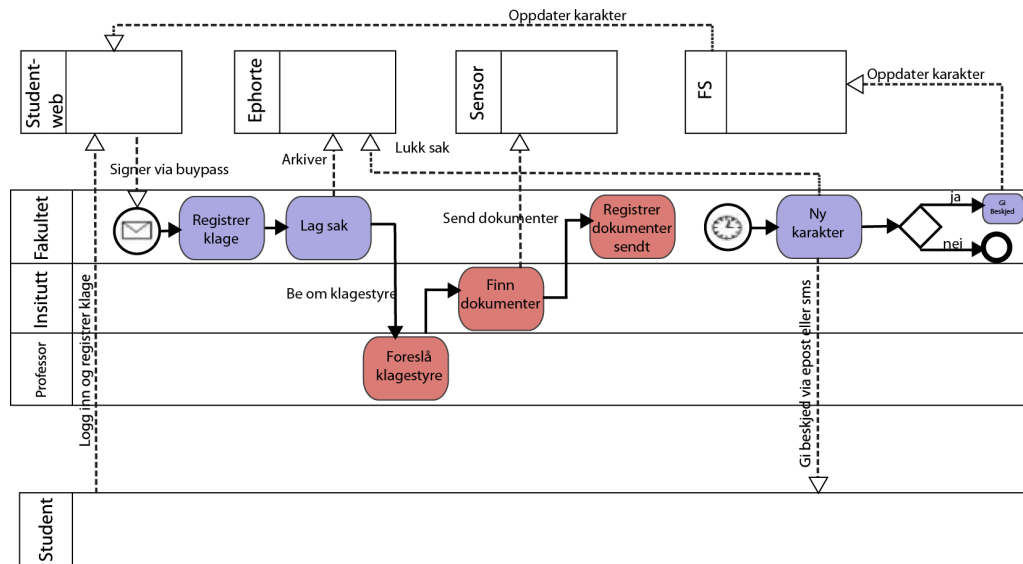 Oppdater karakter
Student-
web
Ephorte
Sensor
FS
Oppdater karakter
Signer via buypass
Arkiver
Lukk sak
Fakultet
Registrer
klage
Lag sak
Send dokumenter
Registrer
dokumenter
sendt
Ny
karakter
ja
nei
Gi
Beskjed
Insitutt
Be om klagestyre
Finn
dokumenter
Professor
Foreslå
klagestyre
Logg inn og registrer klage
Gi beskjed via epost eller sms
Student